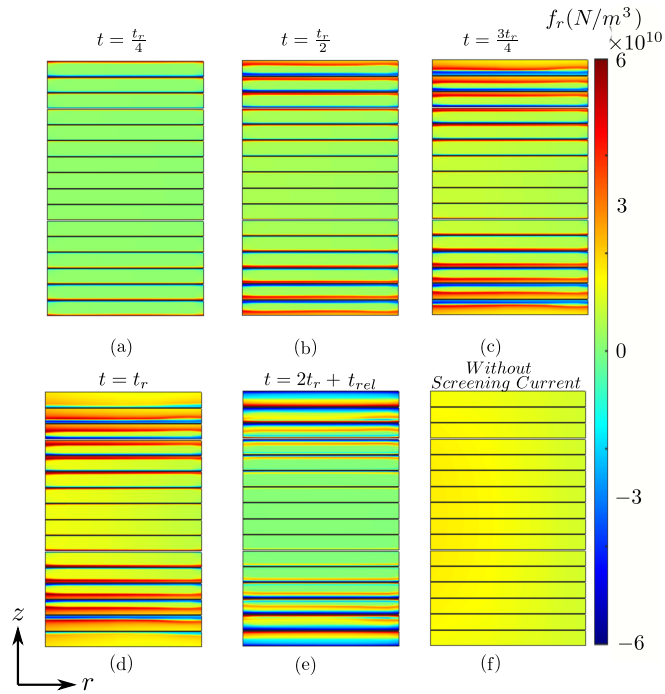 f_r(N/m^3)
×10^10
t = t_r/4
t = t_r/2
t = 3t_r/4
6
3
0
−3
−6
(a)
(b)
(c)
t = t_r
t = 2t_r + t_rel
Without
Screening Current
z
r
(d)
(e)
(f)